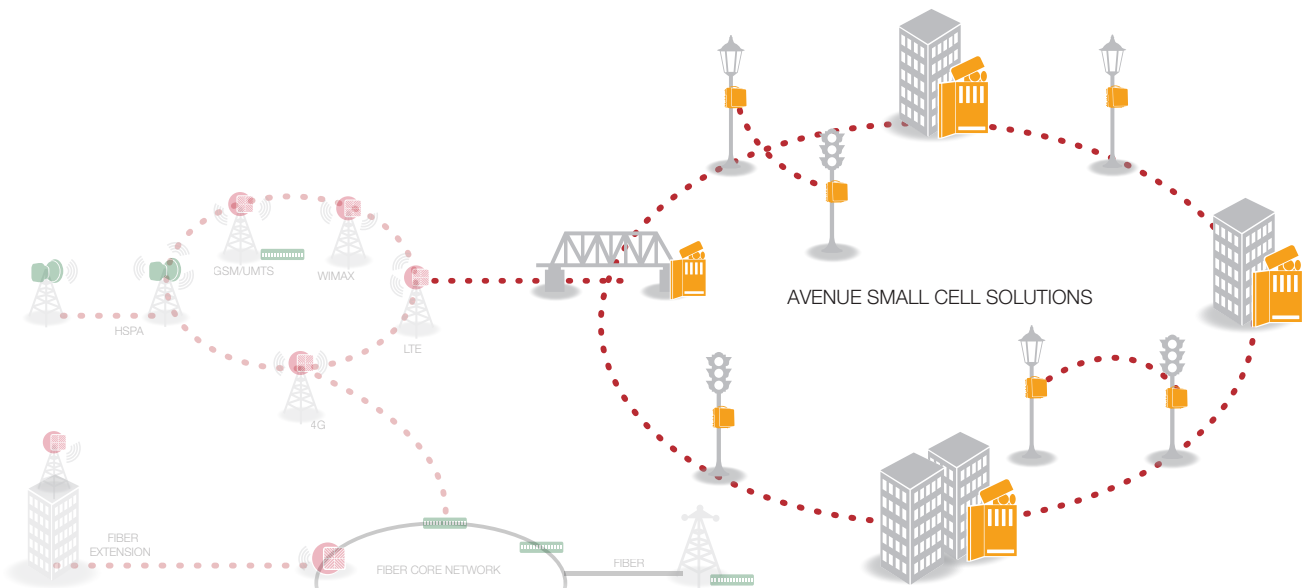 AVENUE SMALL CELL SOLUTIONS
GSM/UMTS
WIMAX
HSPA
LTE
4G
FIBER
EXTENSION
FIBER CORE NETWORK
FIBER